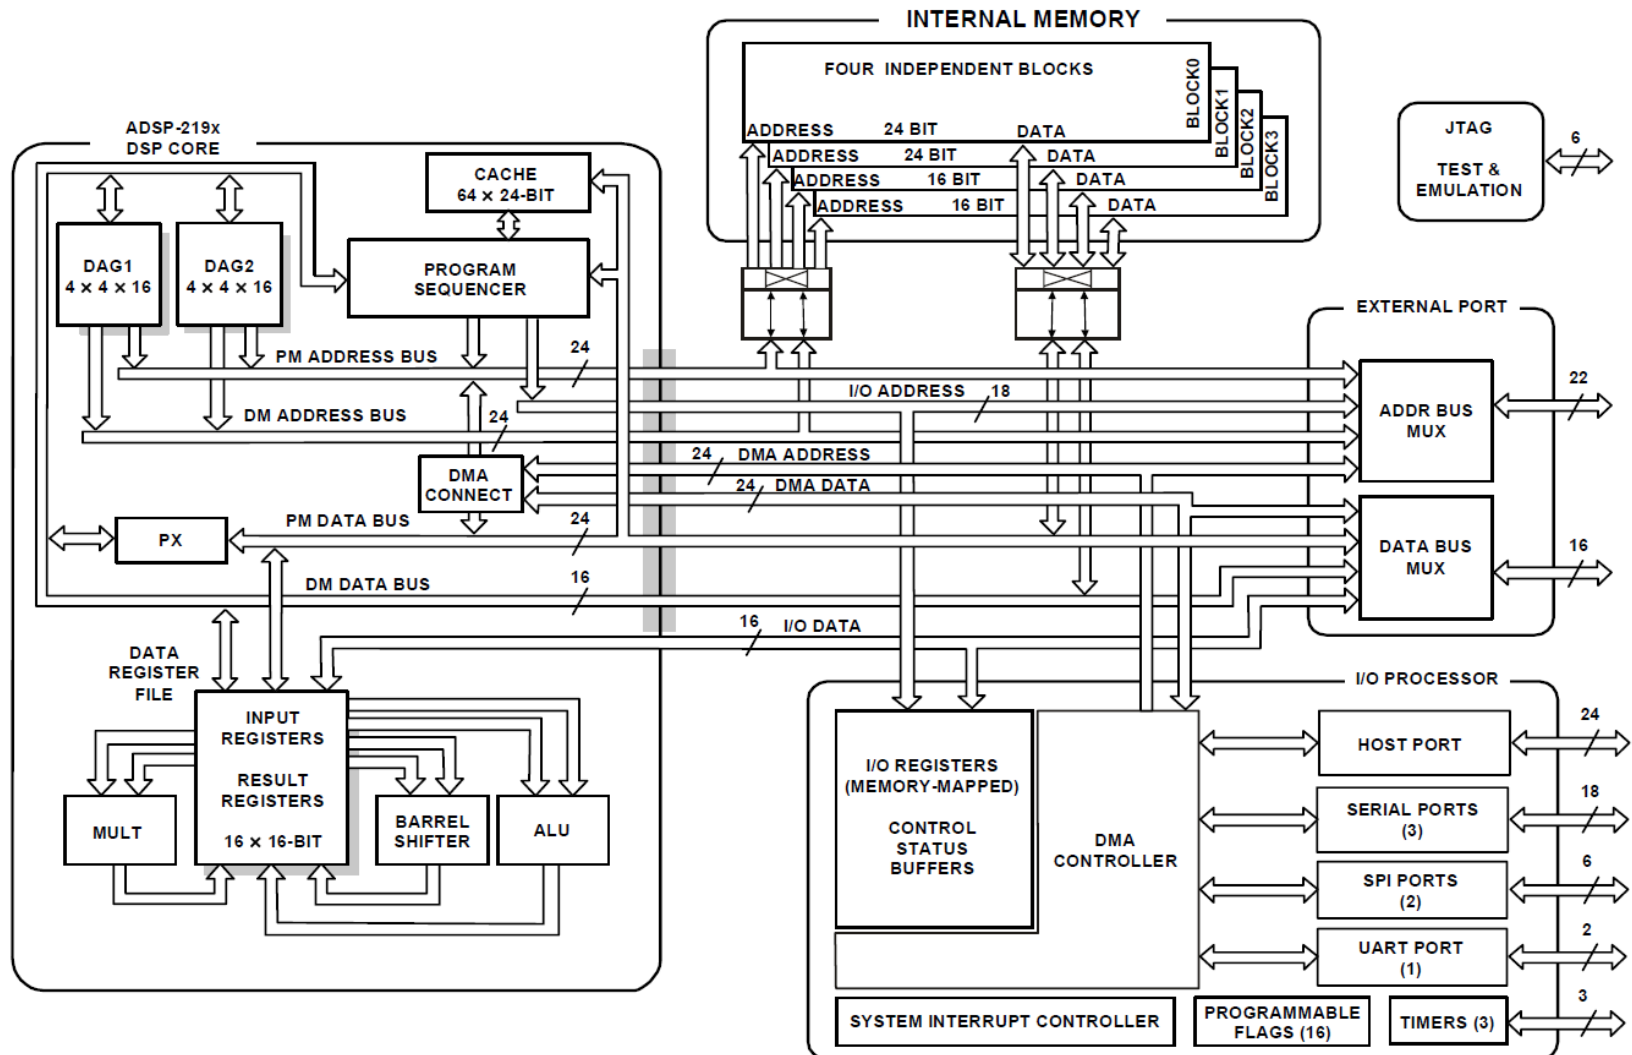 INTERNAL MEMORY
FOUR INDEPENDENT BLOCKS
BLOCK0
BLOCK1
BLOCK2
BLOCK3
ADDRESS 24 BIT DATA
ADDRESS 24 BIT DATA
ADDRESS 16 BIT DATA
ADDRESS 16 BIT DATA
JTAG
TEST &
EMULATION
6
ADSP-219x
DSP CORE
CACHE
64 × 24-BIT
DAG1
4 × 4 × 16
DAG2
4 × 4 × 16
PROGRAM
SEQUENCER
PM ADDRESS BUS
24
I/O ADDRESS
18
DM ADDRESS BUS
24
24
DMA ADDRESS
DMA
CONNECT
24
DMA DATA
PM DATA BUS
24
PX
DM DATA BUS
16
16
I/O DATA
EXTERNAL PORT
ADDR BUS
MUX
22
DATA BUS
MUX
16
DATA
REGISTER
FILE
INPUT
REGISTERS
RESULT
REGISTERS
16 × 16-BIT
MULT
BARREL
SHIFTER
ALU
I/O PROCESSOR
I/O REGISTERS
(MEMORY-MAPPED)
CONTROL
STATUS
BUFFERS
DMA
CONTROLLER
HOST PORT
24
SERIAL PORTS
(3)
18
SPI PORTS
(2)
6
UART PORT
(1)
2
SYSTEM INTERRUPT CONTROLLER
PROGRAMMABLE
FLAGS (16)
TIMERS (3)
3